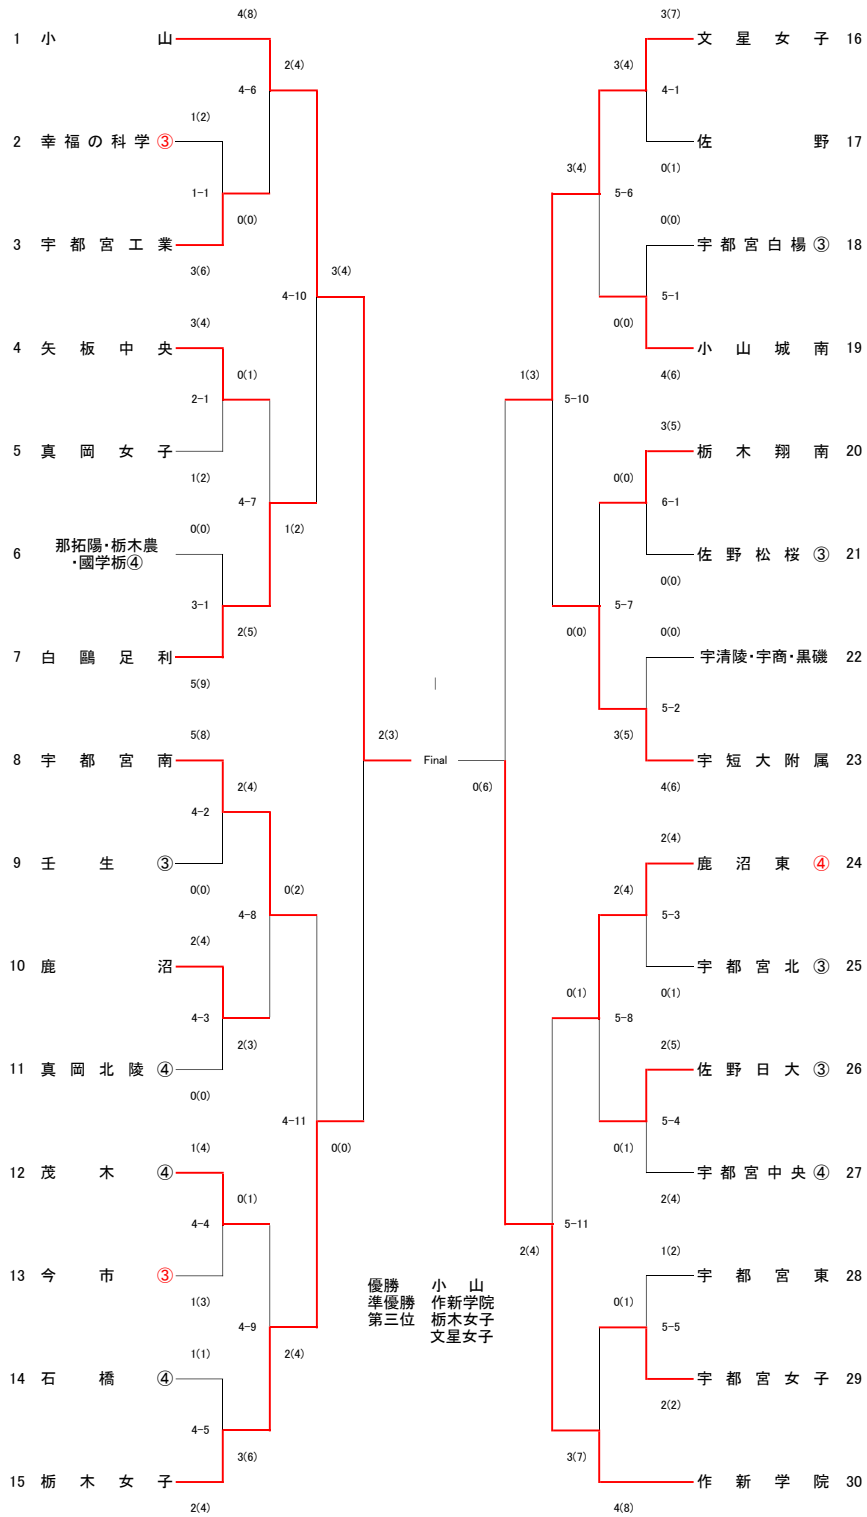 4(8)
3(7)
1 小山
文星女子 16
2(4)
3(4)
4-6
4-1
1(2)
2 幸福の科学 ③
佐野 17
3(4)
0(1)
1-1
5-6
0(0)
0(0)
3 宇都宮工業
宇都宮白楊 ③ 18
3(6)
3(4)
4-10
5-1
3(4)
0(0)
4 矢板中央
小山城南 19
0(1)
1(3)
4(6)
2-1
5-10
3(5)
5 真岡女子
栃木翔南 20
1(2)
0(0)
4-7
6-1
0(0)
1(2)
6 那拓陽・栃木農
・國学栃④
佐野松桜 ③ 21
0(0)
3-1
5-7
2(5)
0(0)
0(0)
7 白鷗足利
宇清陵・宇商・黒磯 22
5(9)
5-2
5(8)
2(3)
3(5)
8 宇都宮南
Final
宇短大附属 23
2(4)
0(6)
4(6)
4-2
2(4)
9 壬生 ③
鹿沼東 ④ 24
0(0)
0(2)
2(4)
4-8
5-3
2(4)
10 鹿沼
宇都宮北 ③ 25
0(1)
0(1)
4-3
5-8
2(3)
2(5)
11 真岡北陵 ④
佐野日大 ③ 26
0(0)
4-11
5-4
1(4)
0(0)
0(1)
12 茂木 ④
宇都宮中央 ④ 27
0(1)
2(4)
4-4
5-11
2(4)
1(2)
13 今市 ③
宇都宮東 28
優勝 小山
準優勝 作新学院
第三位 栃木女子
文星女子
1(3)
0(1)
4-9
5-5
1(1)
2(4)
14 石橋 ④
宇都宮女子 29
2(2)
4-5
3(6)
3(7)
15 栃木女子
作新学院 30
2(4)
4(8)